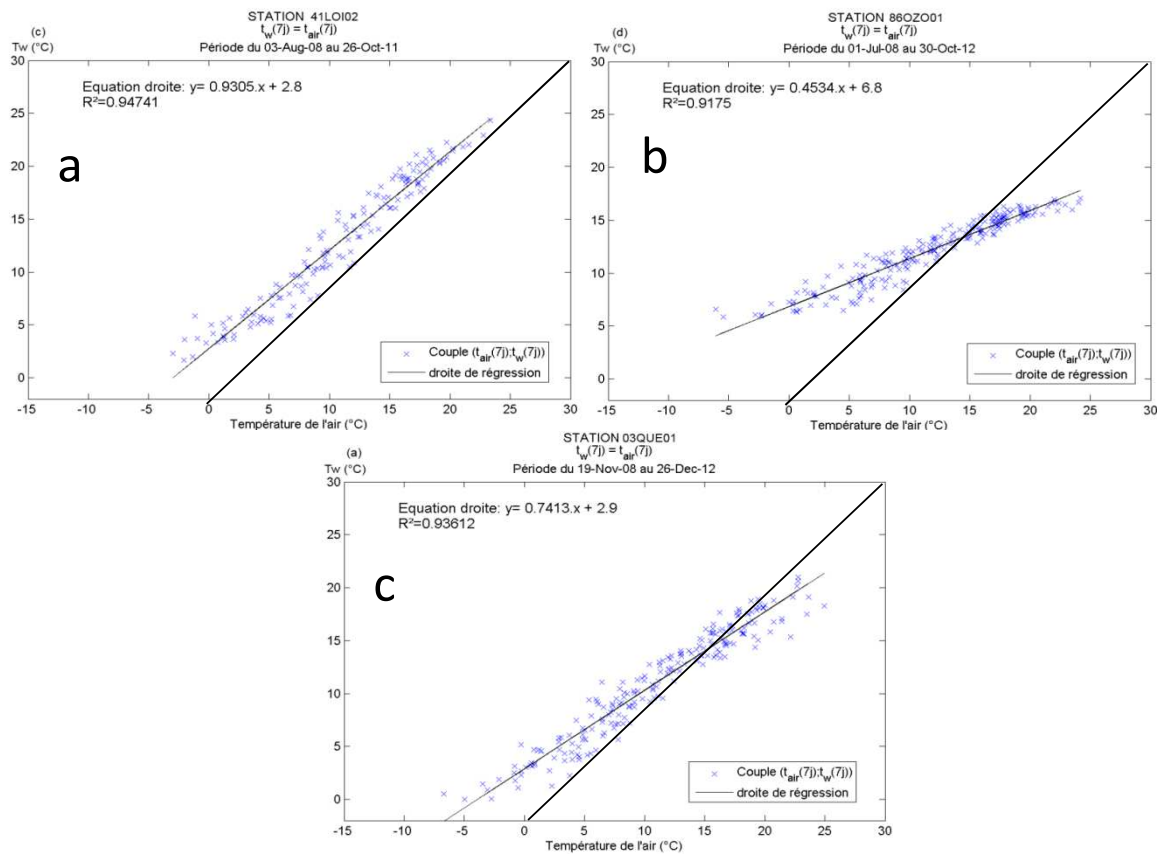 (c)
STATION 41LOI02
t_w(7j) = t_air(7j)
Tw (°C)
Période du 03-Aug-08 au 26-Oct-11
30
25
20
15
10
5
0
Equation droite: y= 0.9305.x + 2.8
R²=0.94741
a
Couple (t_air(7j);t_w(7j))
droite de régression
-15 -10 -5 0 5 10 15 20 25 30
Température de l'air (°C)
(d)
STATION 86OZO01
t_w(7j) = t_air(7j)
Tw (°C)
Période du 01-Jul-08 au 30-Oct-12
30
25
20
15
10
5
0
Equation droite: y= 0.4534.x + 6.8
R²=0.9175
b
Couple (t_air(7j);t_w(7j))
droite de régression
-15 -10 -5 0 5 10 15 20 25 30
Température de l'air (°C)
(a)
STATION 03QUE01
t_w(7j) = t_air(7j)
Tw (°C)
Période du 19-Nov-08 au 26-Dec-12
30
25
20
15
10
5
0
Equation droite: y= 0.7413.x + 2.9
R²=0.93612
c
Couple (t_air(7j);t_w(7j))
droite de régression
-15 -10 -5 0 5 10 15 20 25 30
Température de l'air (°C)